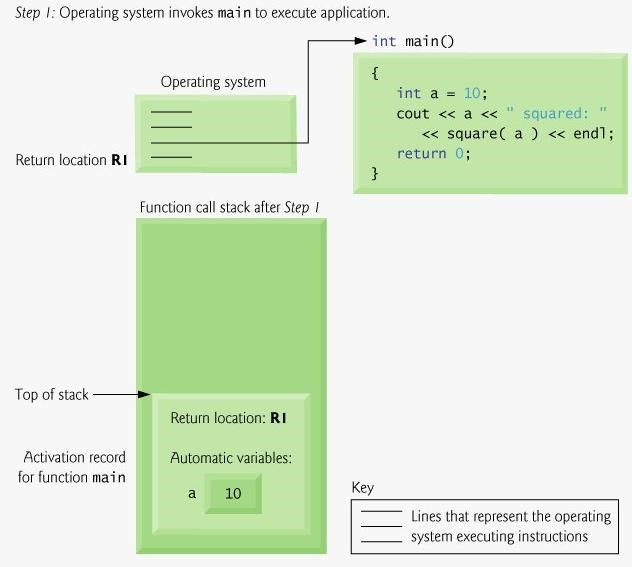 Step 1: Operating system invokes main to execute application.
int main()
{
int a = 10;
cout << a << " squared: "
<< square( a ) << endl;
return 0;
}
Operating system
Return location R1
Function call stack after Step 1
Top of stack
Return location: R1
Activation record
for function main
Automatic variables:
a 10
Key
Lines that represent the operating
system executing instructions